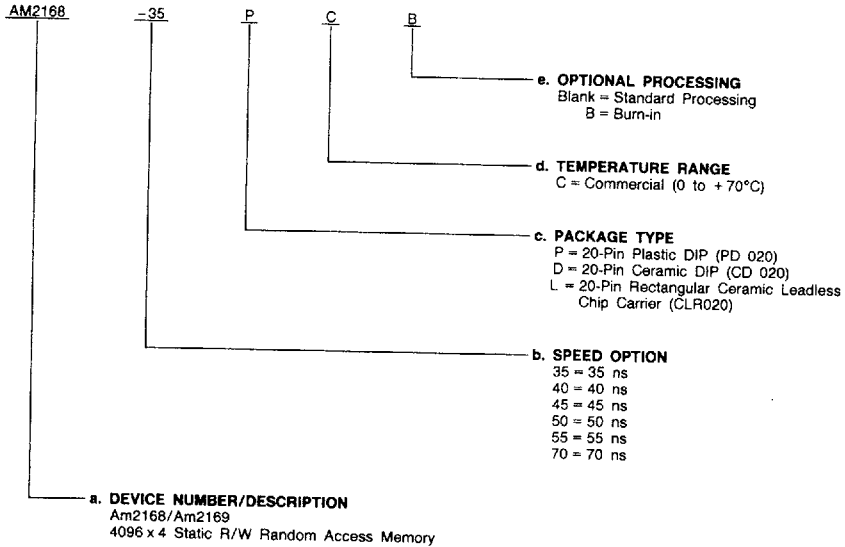 AM2168 -35 P C B
e. OPTIONAL PROCESSING
Blank = Standard Processing
B = Burn-in
d. TEMPERATURE RANGE
C = Commercial (0 to +70°C)
c. PACKAGE TYPE
P = 20-Pin Plastic DIP (PD 020)
D = 20-Pin Ceramic DIP (CD 020)
L = 20-Pin Rectangular Ceramic Leadless
Chip Carrier (CLR020)
b. SPEED OPTION
35 = 35 ns
40 = 40 ns
45 = 45 ns
50 = 50 ns
55 = 55 ns
70 = 70 ns
a. DEVICE NUMBER/DESCRIPTION
Am2168/Am2169
4096 x 4 Static R/W Random Access Memory